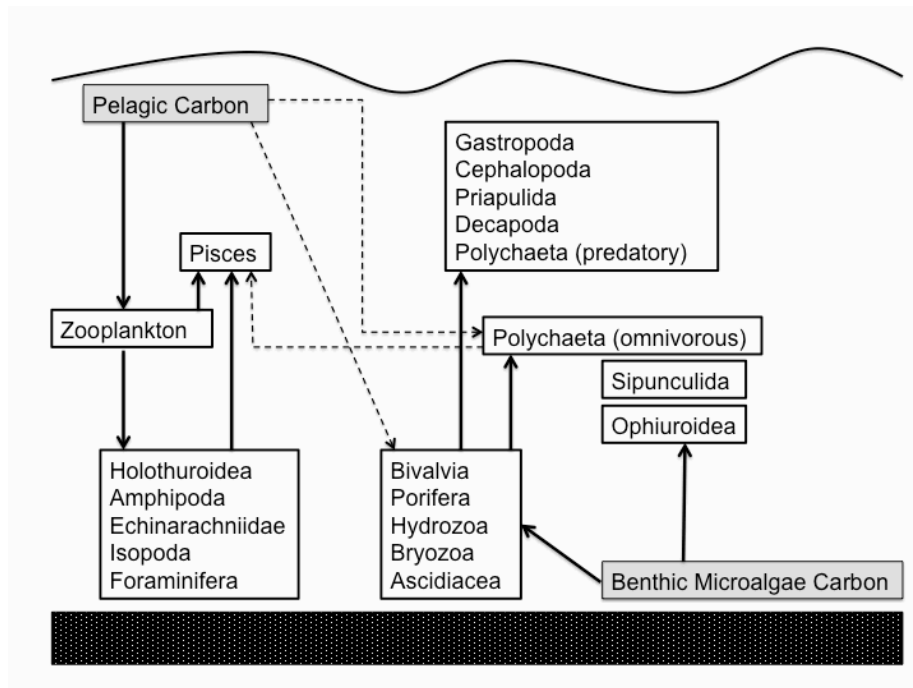 Pelagic Carbon
Gastropoda
Cephalopoda
Priapulida
Decapoda
Polychaeta (predatory)
Pisces
Zooplankton
Polychaeta (omnivorous)
Sipunculida
Ophiuroidea
Holothuroidea
Amphipoda
Echinarachniidae
Isopoda
Foraminifera
Bivalvia
Porifera
Hydrozoa
Bryozoa
Ascidiacea
Benthic Microalgae Carbon